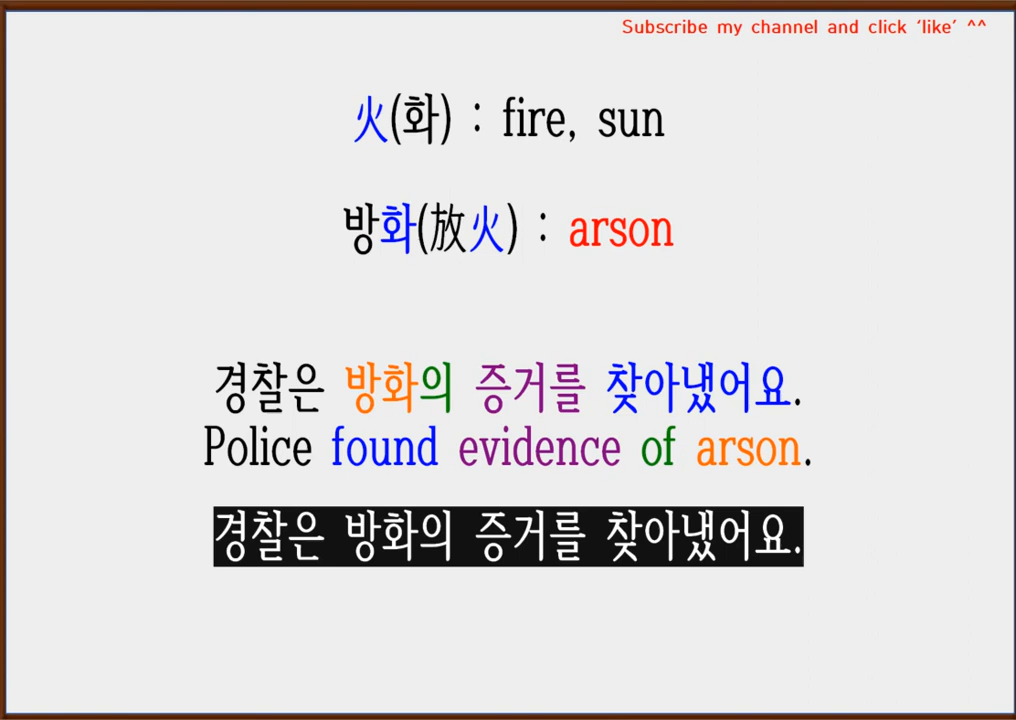 Subscribe my channel and click 'like' ^^
火(화) : fire, sun
방화(放火) : arson
경찰은 방화의 증거를 찾아냈어요.
Police found evidence of arson.
경찰은 방화의 증거를 찾아냈어요.